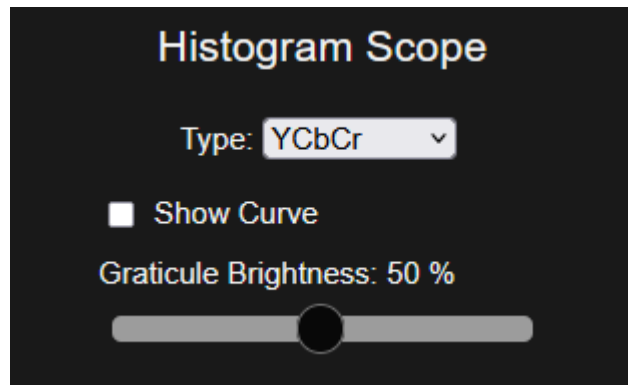 Histogram Scope
Type: YCbCr
Show Curve
Graticule Brightness: 50 %